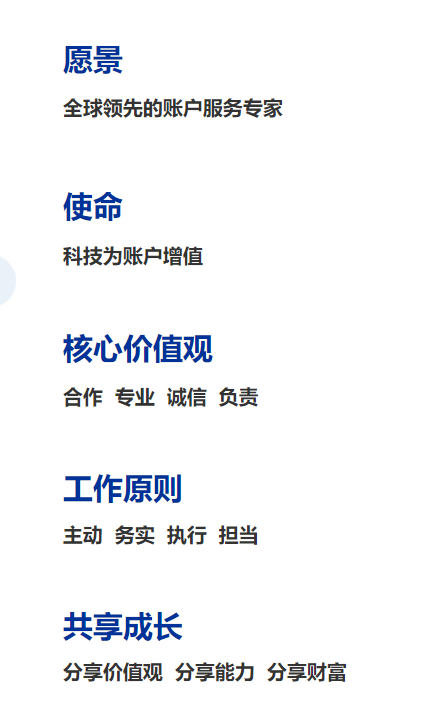 愿景
全球领先的账户服务专家
使命
科技为账户增值
核心价值观
合作 专业 诚信 负责
工作原则
主动 务实 执行 担当
共享成长
分享价值观 分享能力 分享财富